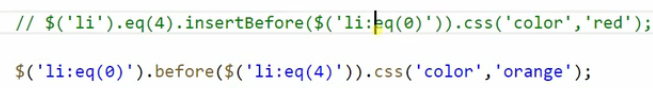 // $('li').eq(4).insertBefore($('li:eq(0)')).css('color','red');
$('li:eq(0)').before($('li:eq(4)')).css('color','orange');